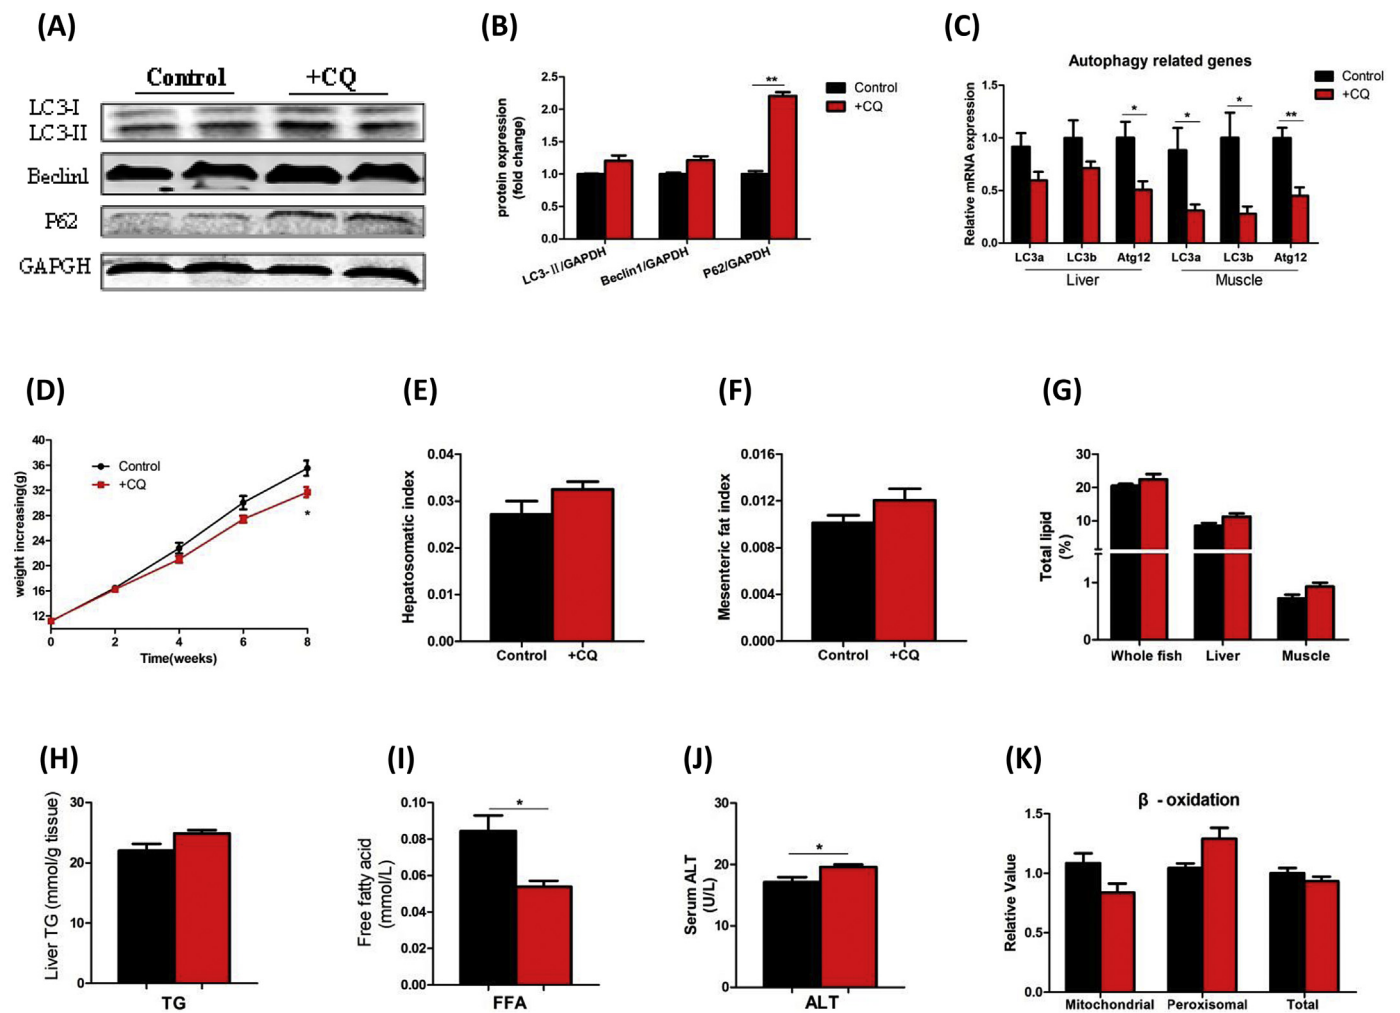 (A)
Control +CQ
LC3-I
LC3-II
Beclin1
P62
GAPGH
(B)
protein expression
(fold change)
2.5
2.0
1.5
1.0
0.5
0.0
**
LC3-II/GAPDH
Beclin1/GAPDH
P62/GAPDH
Control
+CQ
(C)
Autophagy related genes
Relative mRNA expression
1.5
1.0
0.5
0.0
* * * **
LC3a LC3b Atg12 LC3a LC3b Atg12
Liver Muscle
Control
+CQ
(D)
weight increasing(g)
40
36
32
28
24
20
16
12
Control
+CQ
*
0 2 4 6 8
Time(weeks)
(E)
Hepatosomatic index
0.04
0.03
0.02
0.01
0.00
Control +CQ
(F)
Mesenteric fat index
0.016
0.012
0.008
0.004
0.000
Control +CQ
(G)
Total lipid
(%)
30
20
10
1
0
Whole fish Liver Muscle
(H)
Liver TG (mmol/g tissue)
30
20
10
0
TG
(I)
Free fatty acid
(mmol/L)
0.10
0.08
0.06
0.04
0.02
0.00
*
FFA
(J)
Serum ALT
(U/L)
30
20
10
0
*
ALT
(K)
β - oxidation
Relative Value
1.5
1.0
0.5
0.0
Mitochondrial Peroxisomal Total